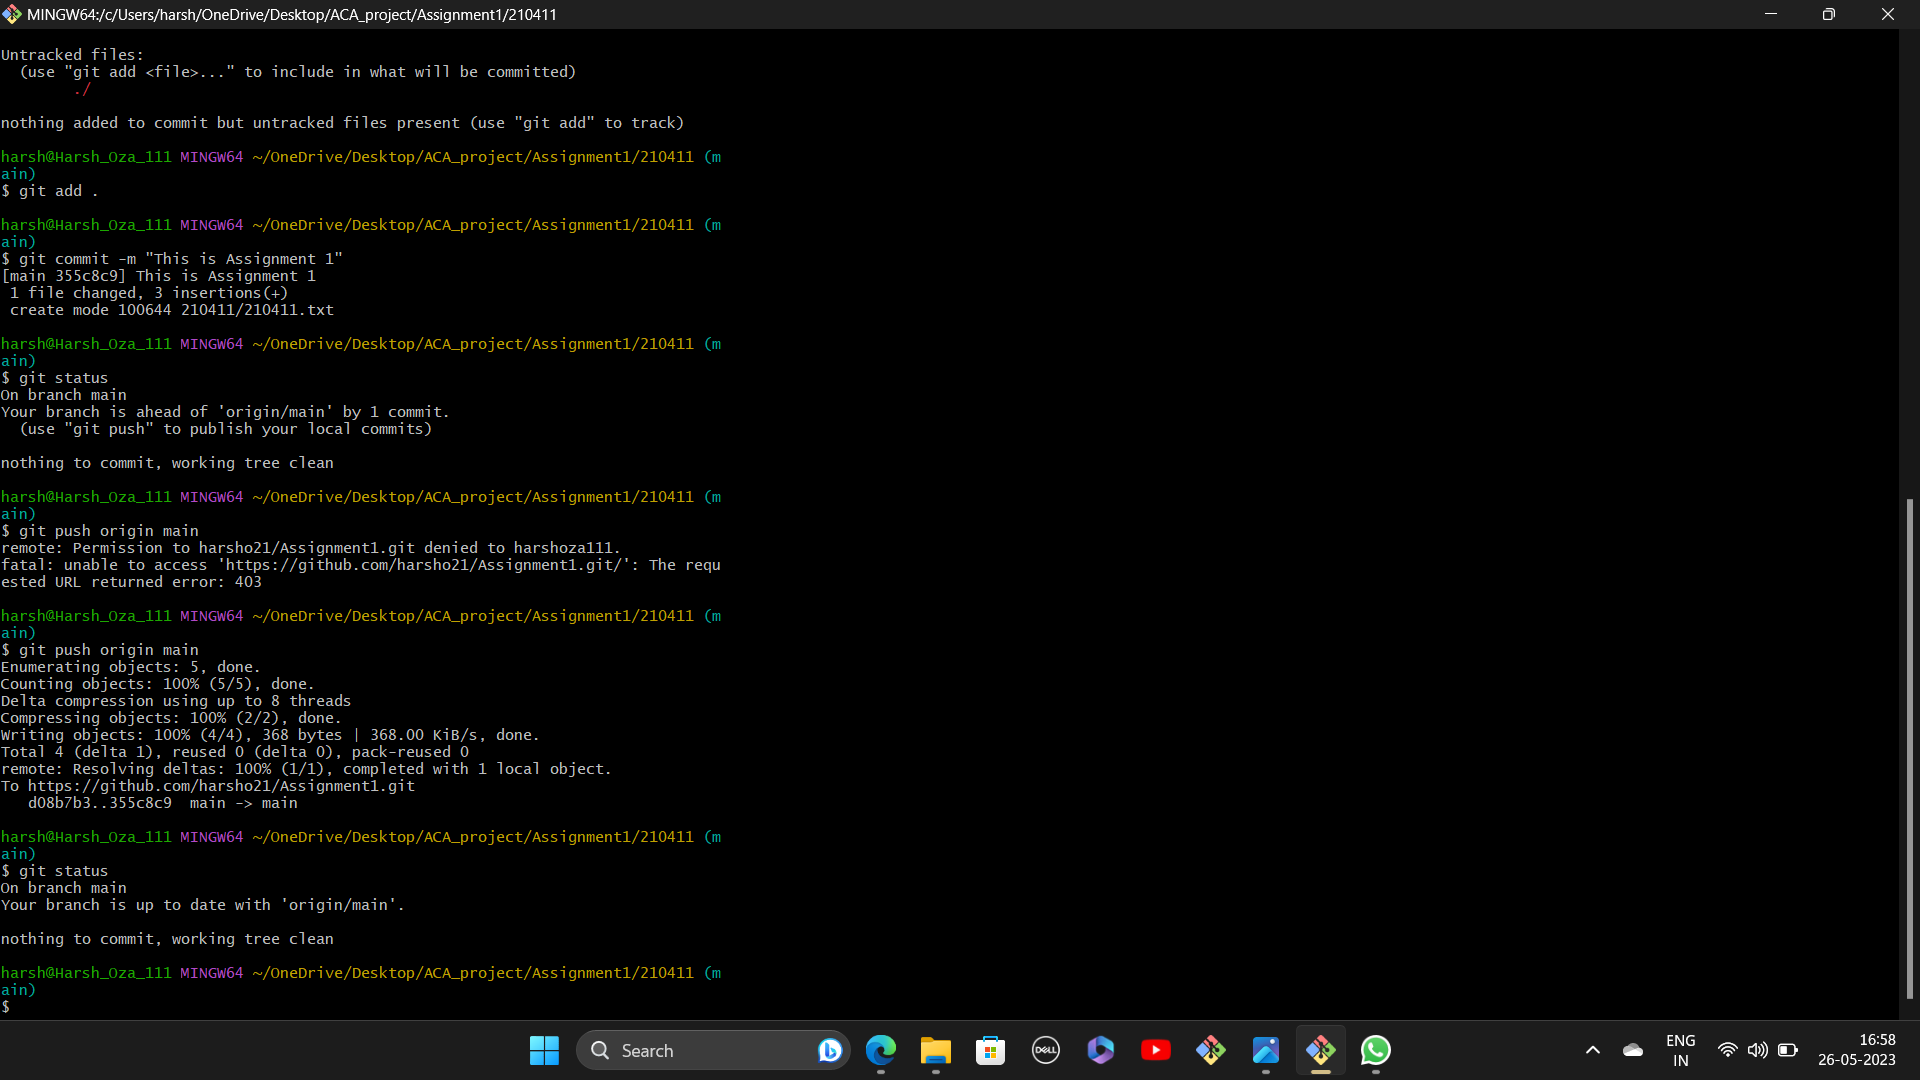 MINGW64:/c/Users/harsh/OneDrive/Desktop/ACA_project/Assignment1/210411
Untracked files:
  (use "git add <file>..." to include in what will be committed)
        ./
nothing added to commit but untracked files present (use "git add" to track)
harsh@Harsh_Oza_111 MINGW64 ~/OneDrive/Desktop/ACA_project/Assignment1/210411 (m
ain)
$ git add .
harsh@Harsh_Oza_111 MINGW64 ~/OneDrive/Desktop/ACA_project/Assignment1/210411 (m
ain)
$ git commit -m "This is Assignment 1"
[main 355c8c9] This is Assignment 1
 1 file changed, 3 insertions(+)
 create mode 100644 210411/210411.txt
harsh@Harsh_Oza_111 MINGW64 ~/OneDrive/Desktop/ACA_project/Assignment1/210411 (m
ain)
$ git status
On branch main
Your branch is ahead of 'origin/main' by 1 commit.
  (use "git push" to publish your local commits)
nothing to commit, working tree clean
harsh@Harsh_Oza_111 MINGW64 ~/OneDrive/Desktop/ACA_project/Assignment1/210411 (m
ain)
$ git push origin main
remote: Permission to harsho21/Assignment1.git denied to harshoza111.
fatal: unable to access 'https://github.com/harsho21/Assignment1.git/': The requ
ested URL returned error: 403
harsh@Harsh_Oza_111 MINGW64 ~/OneDrive/Desktop/ACA_project/Assignment1/210411 (m
ain)
$ git push origin main
Enumerating objects: 5, done.
Counting objects: 100% (5/5), done.
Delta compression using up to 8 threads
Compressing objects: 100% (2/2), done.
Writing objects: 100% (4/4), 368 bytes | 368.00 KiB/s, done.
Total 4 (delta 1), reused 0 (delta 0), pack-reused 0
remote: Resolving deltas: 100% (1/1), completed with 1 local object.
To https://github.com/harsho21/Assignment1.git
   d08b7b3..355c8c9  main -> main
harsh@Harsh_Oza_111 MINGW64 ~/OneDrive/Desktop/ACA_project/Assignment1/210411 (m
ain)
$ git status
On branch main
Your branch is up to date with 'origin/main'.
nothing to commit, working tree clean
harsh@Harsh_Oza_111 MINGW64 ~/OneDrive/Desktop/ACA_project/Assignment1/210411 (m
ain)
$
Search
DELL
ENG
IN
16:58
26-05-2023